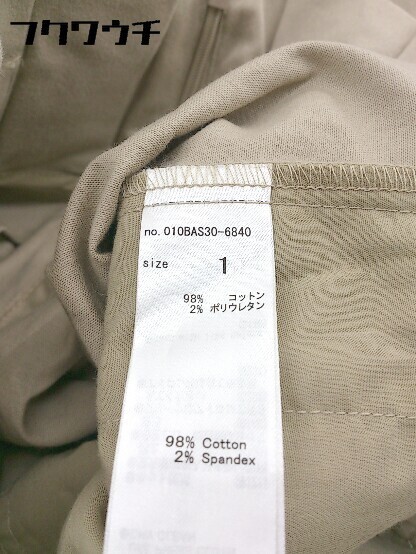 フクワウチ
no. 010BAS30-6840
size 1
98% コットン
2% ポリウレタン
98% Cotton
2% Spandex